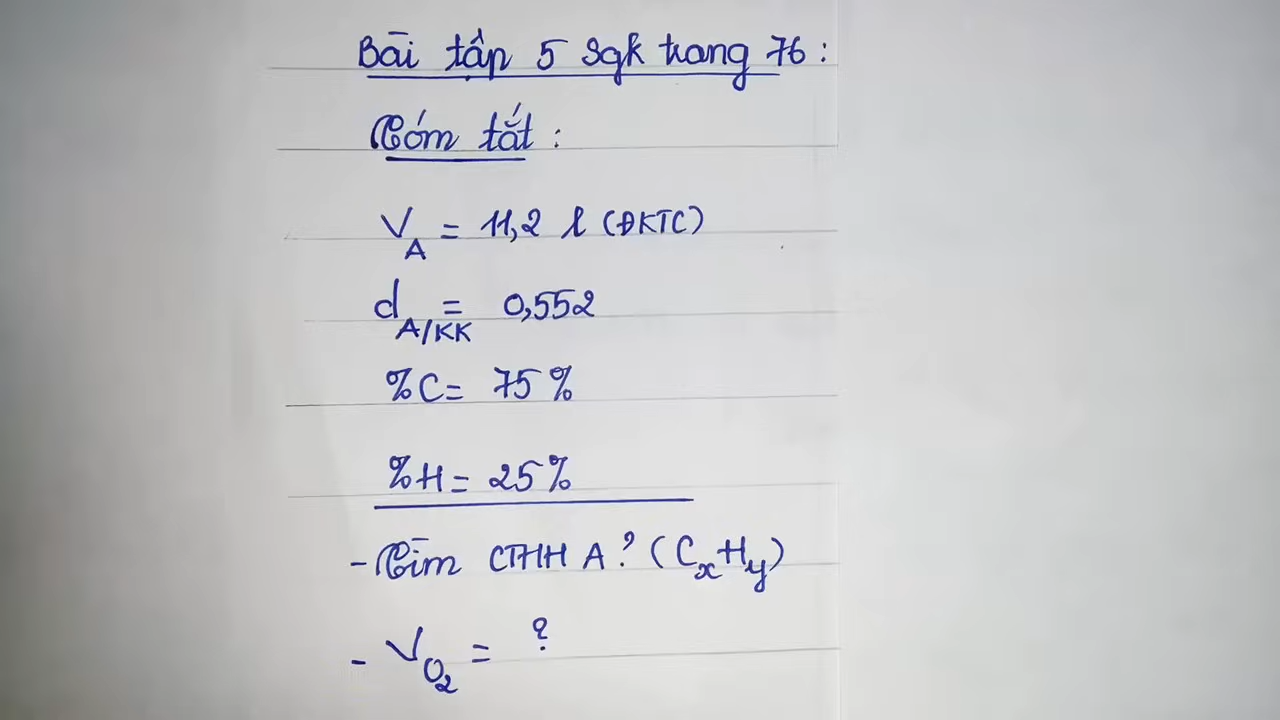 Bài tập 5 Sgk trang 76 :
Tóm tắt :
V_A = 11,2 l (ĐKTC)
d_A/KK = 0,552
%C = 75 %
%H = 25 %
- Tìm CTHH A ? (C_xH_y)
- V_O_2 = ?